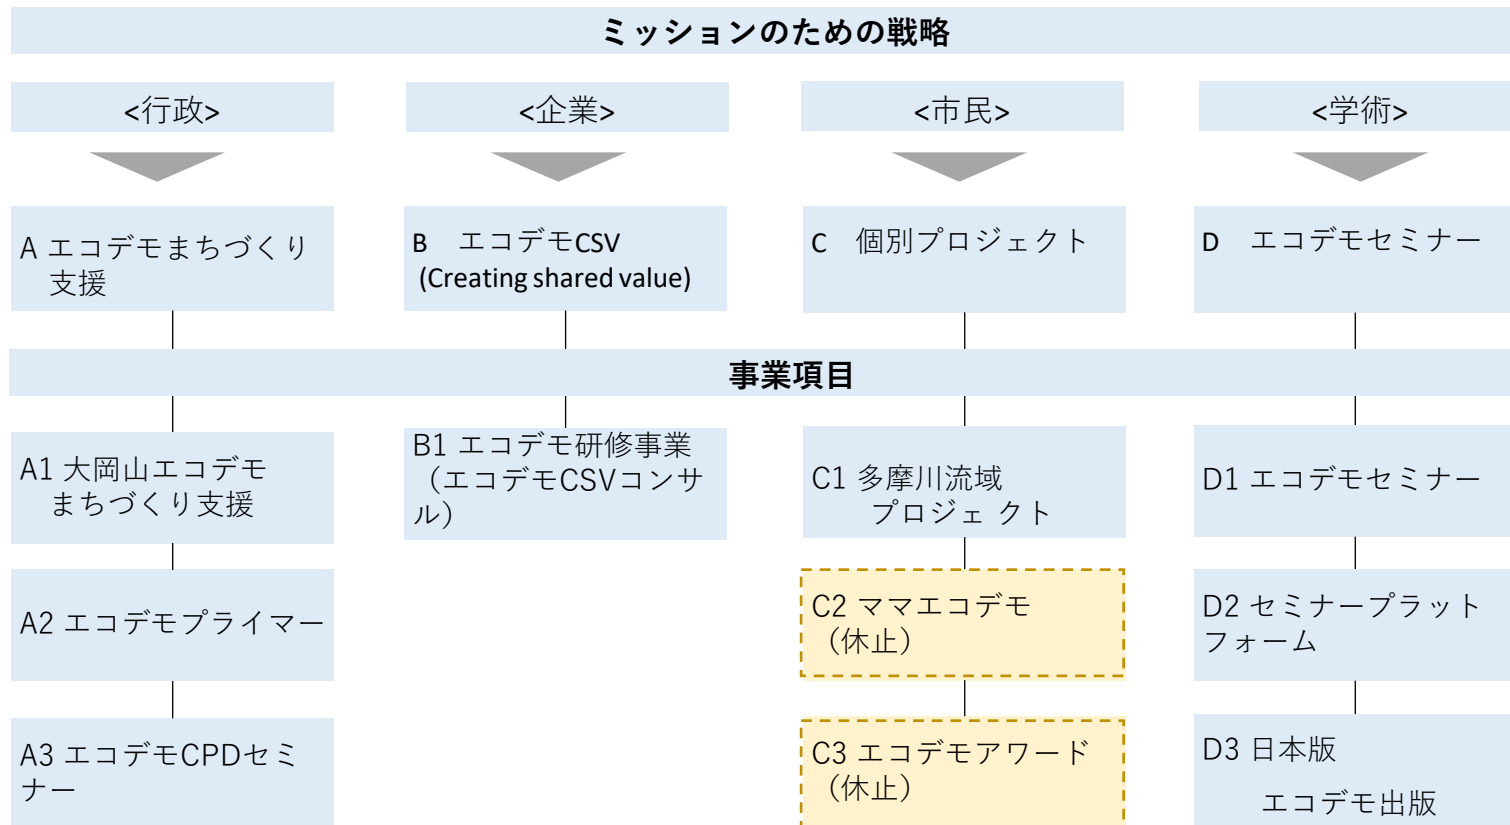 ミッションのための戦略
<行政>
<企業>
<市民>
<学術>
A エコデモまちづくり
支援
B エコデモCSV
(Creating shared value)
C 個別プロジェクト
D エコデモセミナー
事業項目
A1 大岡山エコデモ
まちづくり支援
B1 エコデモ研修事業
（エコデモCSVコンサ
ル）
C1 多摩川流域
プロジェ クト
D1 エコデモセミナー
A2 エコデモプライマー
C2 ママエコデモ
（休止）
D2 セミナープラット
フォーム
A3 エコデモCPDセミ
ナー
C3 エコデモアワード
（休止）
D3 日本版
エコデモ出版